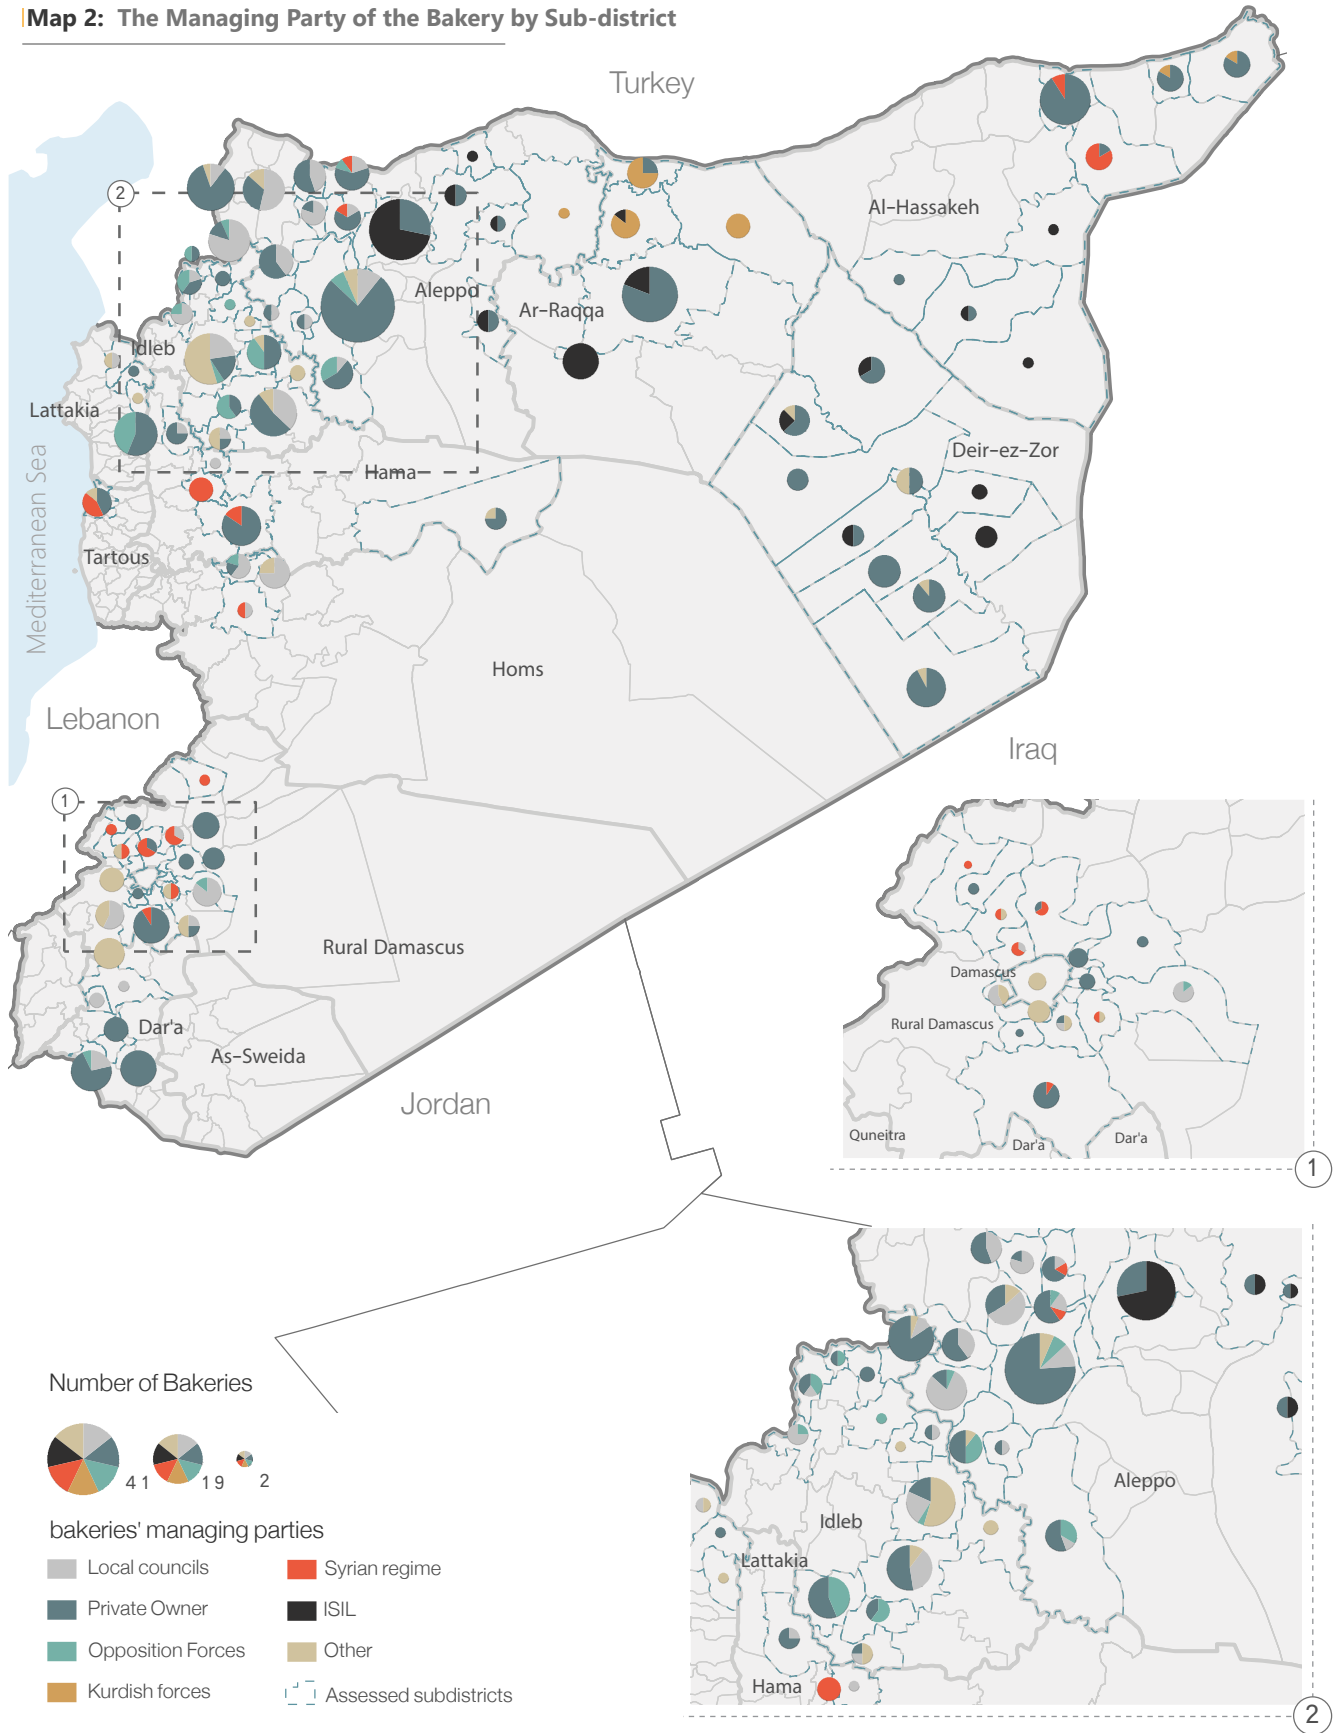 Map 2: The Managing Party of the Bakery by Sub-district
Turkey
2
Al-Hassakeh
Aleppo
Ar-Raqqa
Idleb
Lattakia
Mediterranean Sea
Deir-ez-Zor
Hama
Tartous
Homs
Lebanon
Iraq
1
Rural Damascus
Dar'a
As-Sweida
Jordan
Damascus
Rural Damascus
Quneitra
Dar'a
Dar'a
1
Aleppo
Idleb
Lattakia
Hama
2
Number of Bakeries
41 19 2
bakeries' managing parties
Local councils
Syrian regime
Private Owner
ISIL
Opposition Forces
Other
Kurdish forces
Assessed subdistricts